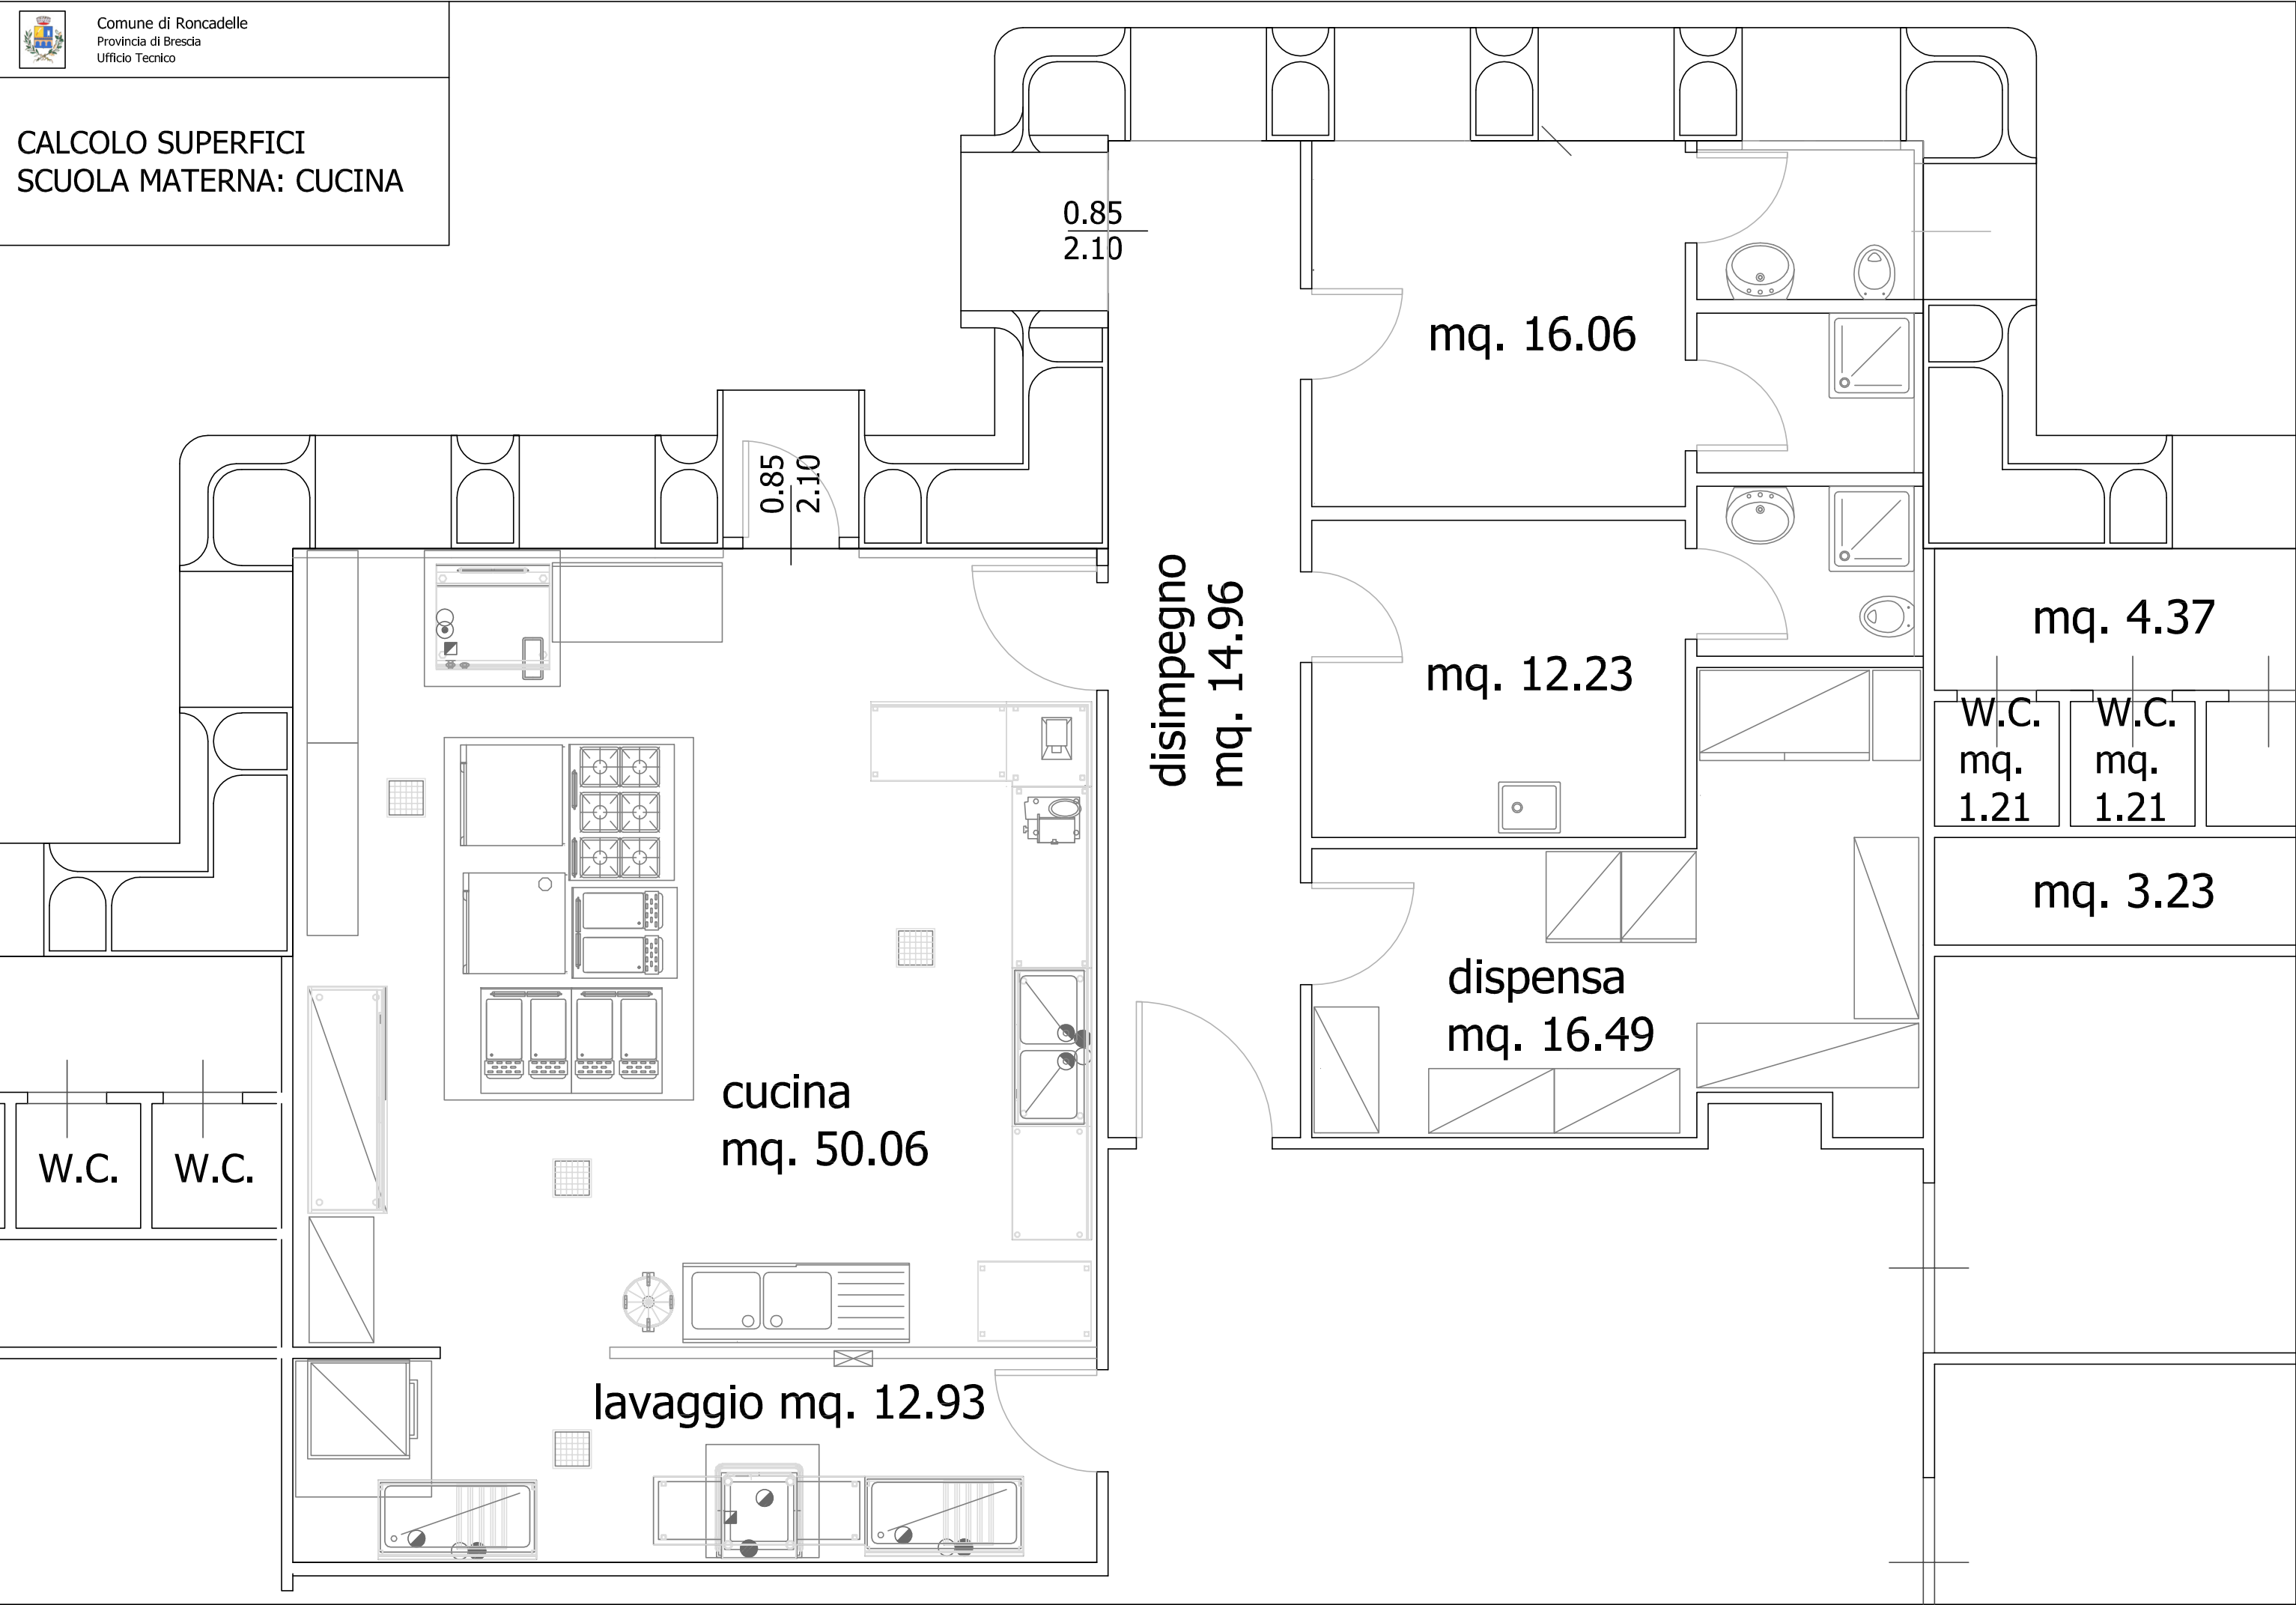 Comune di Roncadelle
Provincia di Brescia
Ufficio Tecnico
CALCOLO SUPERFICI
SCUOLA MATERNA: CUCINA
0.85
2.10
mq. 16.06
0.85
2.10
disimpegno
mq. 14.96
mq. 12.23
mq. 4.37
W.C.
mq.
1.21
W.C.
mq.
1.21
mq. 3.23
dispensa
mq. 16.49
cucina
mq. 50.06
W.C.
W.C.
lavaggio mq. 12.93